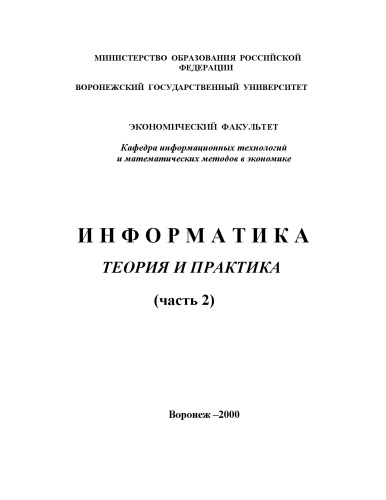 МИНИСТЕРСТВО ОБРАЗОВАНИЯ РОССИЙСКОЙ
ФЕДЕРАЦИИ
ВОРОНЕЖСКИЙ ГОСУДАРСТВЕННЫЙ УНИВЕРСИТЕТ
ЭКОНОМИЧЕСКИЙ ФАКУЛЬТЕТ
Кафедра информационных технологий
и математических методов в экономике
И Н Ф О Р М А Т И К А
ТЕОРИЯ И ПРАКТИКА
(часть 2)
Воронеж –2000